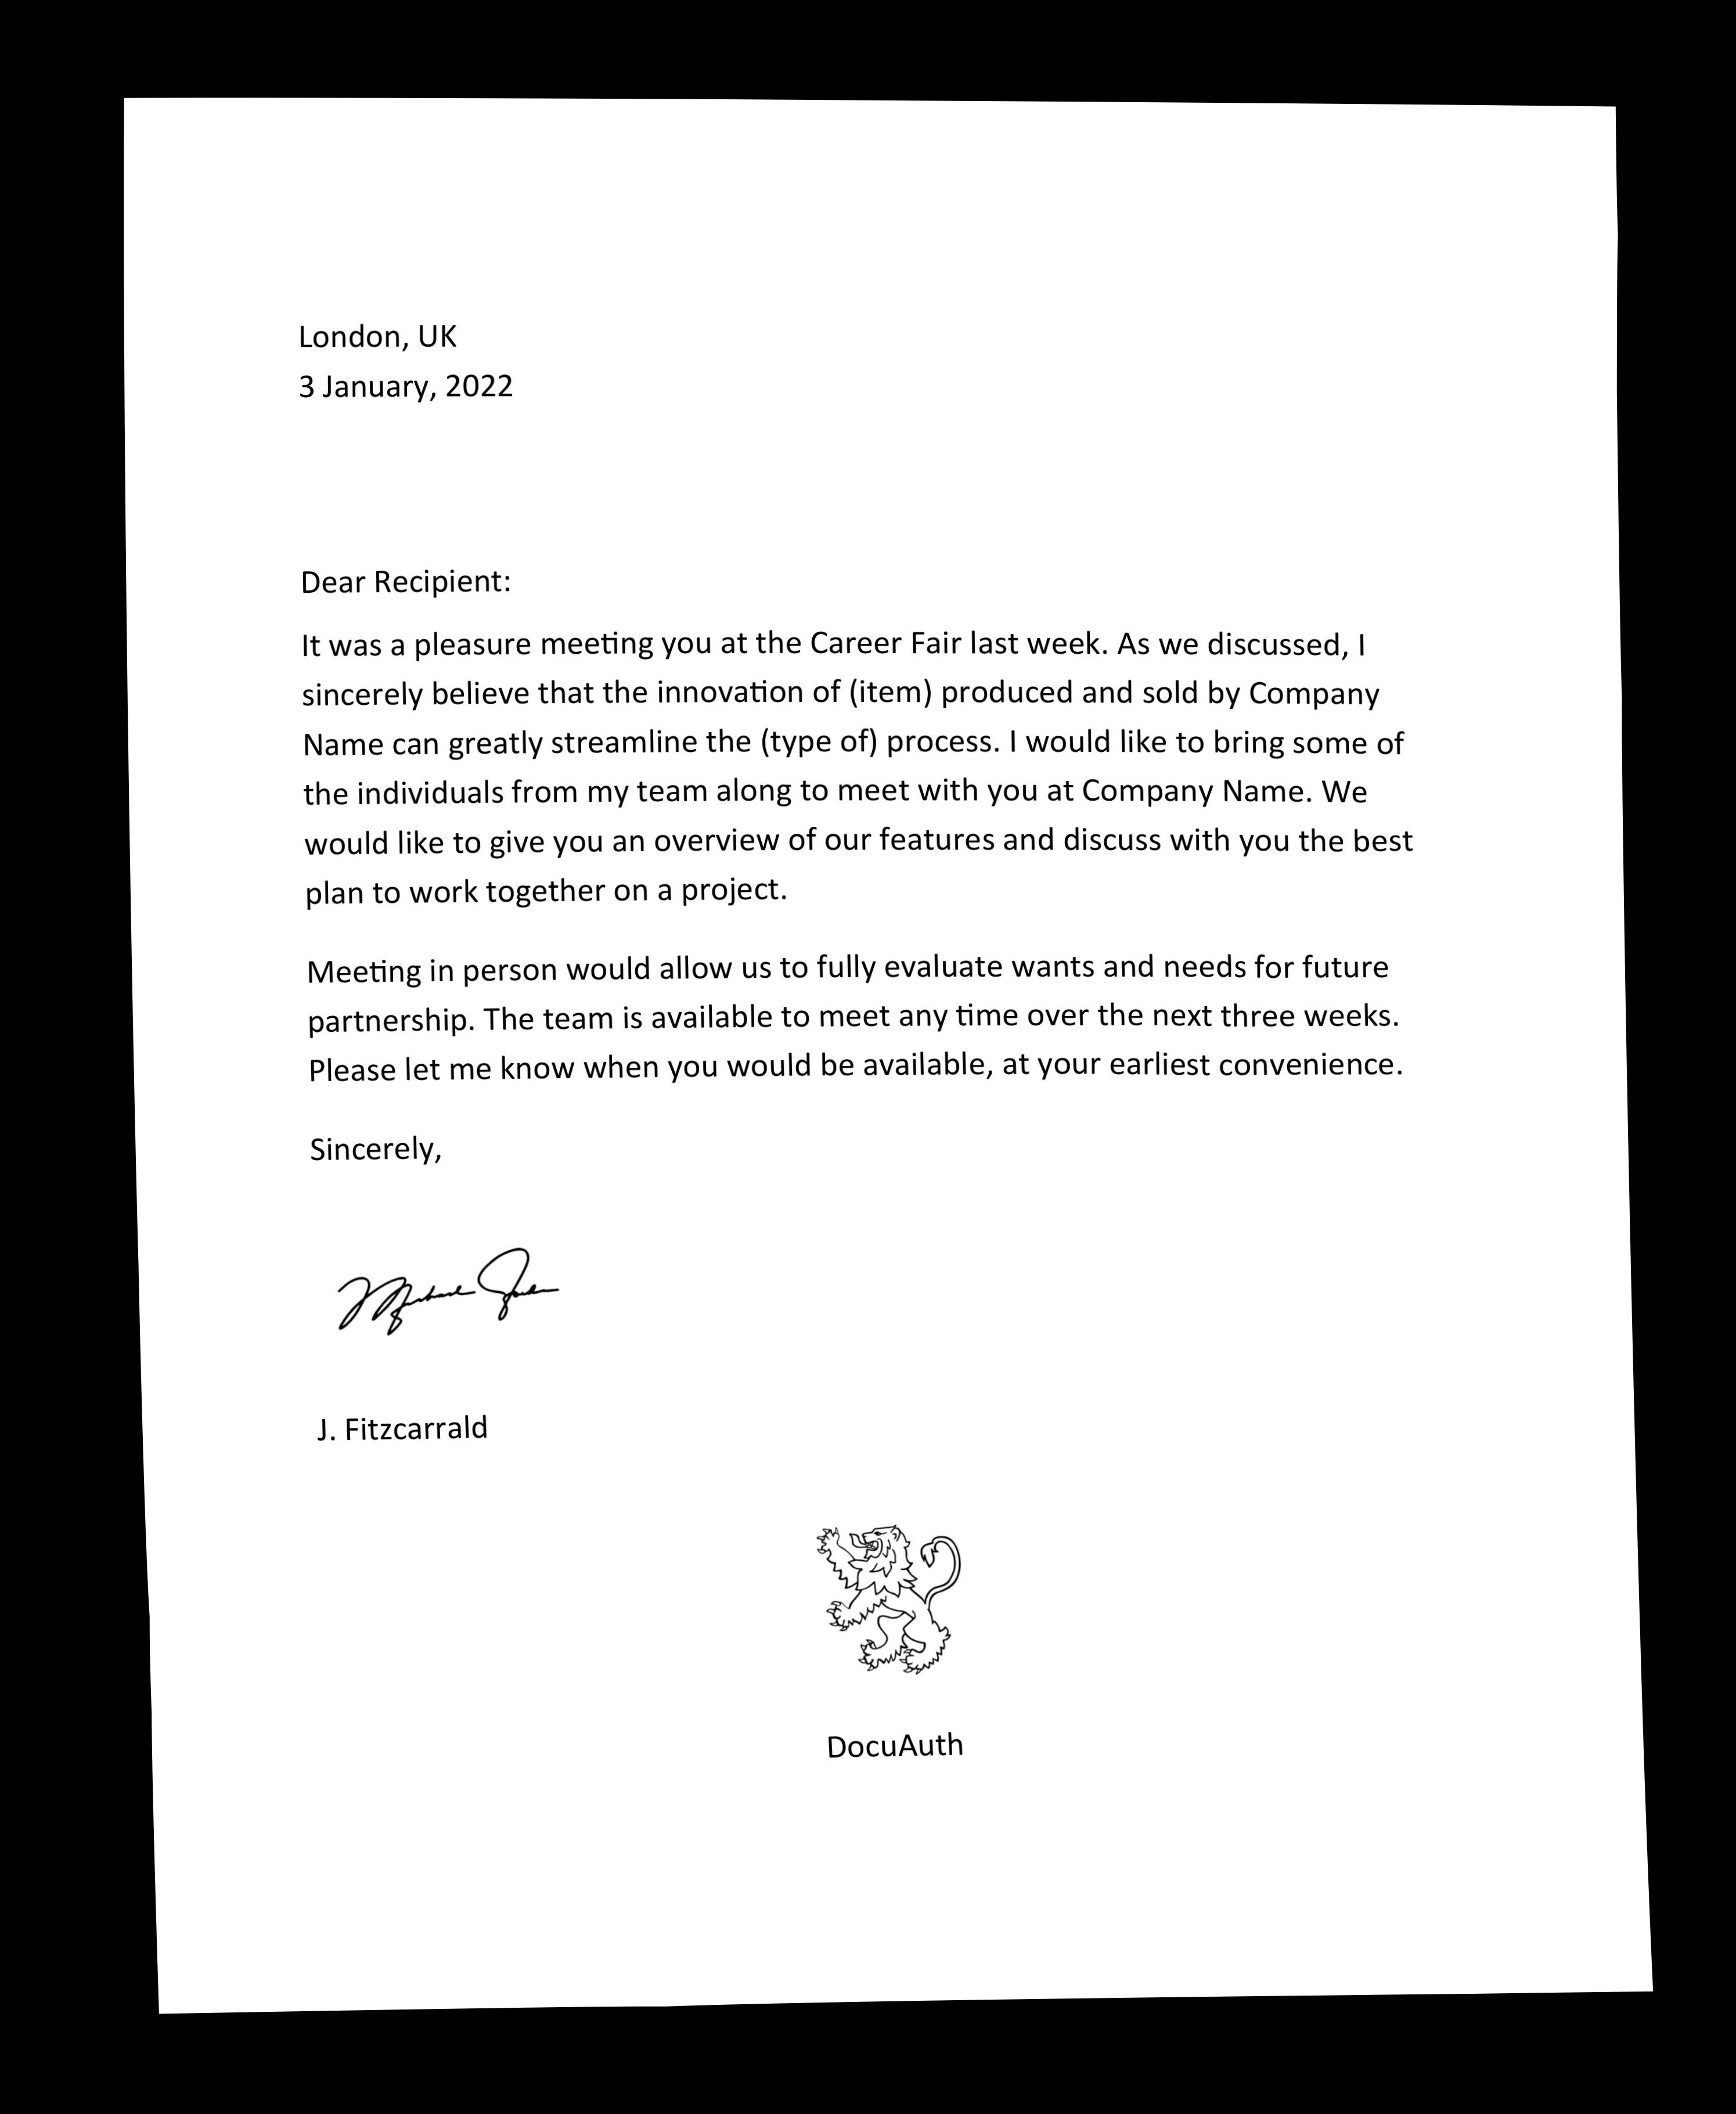 London, UK
3 January, 2022
Dear Recipient:
It was a pleasure meeting you at the Career Fair last week. As we discussed, I
sincerely believe that the innovation of (item) produced and sold by Company
Name can greatly streamline the (type of) process. I would like to bring some of
the individuals from my team along to meet with you at Company Name. We
would like to give you an overview of our features and discuss with you the best
plan to work together on a project.
Meeting in person would allow us to fully evaluate wants and needs for future
partnership. The team is available to meet any time over the next three weeks.
Please let me know when you would be available, at your earliest convenience.
Sincerely,
J. Fitzcarrald
DocuAuth